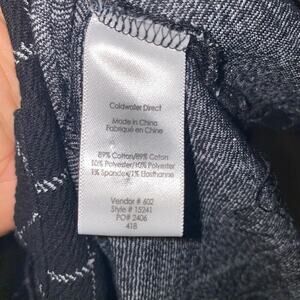 Coldwater Direct
Made in China
Fabriqué en Chine
89% Cotton/89% Coton
10% Polyester/10% Polyester
1% Spandex/1% Elasthanne
Vendor # 602
Style # 15241
PO# 2406
418